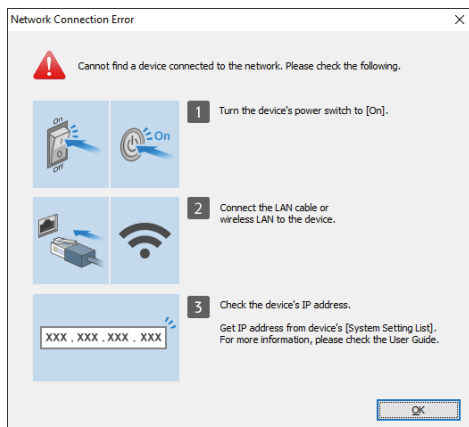 Network Connection Error
Cannot find a device connected to the network. Please check the following.
On
Off
On
1
Turn the device's power switch to [On].
2
Connect the LAN cable or
wireless LAN to the device.
3
Check the device's IP address.
Get IP address from device's [System Setting List].
For more information, please check the User Guide.
XXX . XXX . XXX . XXX
OK